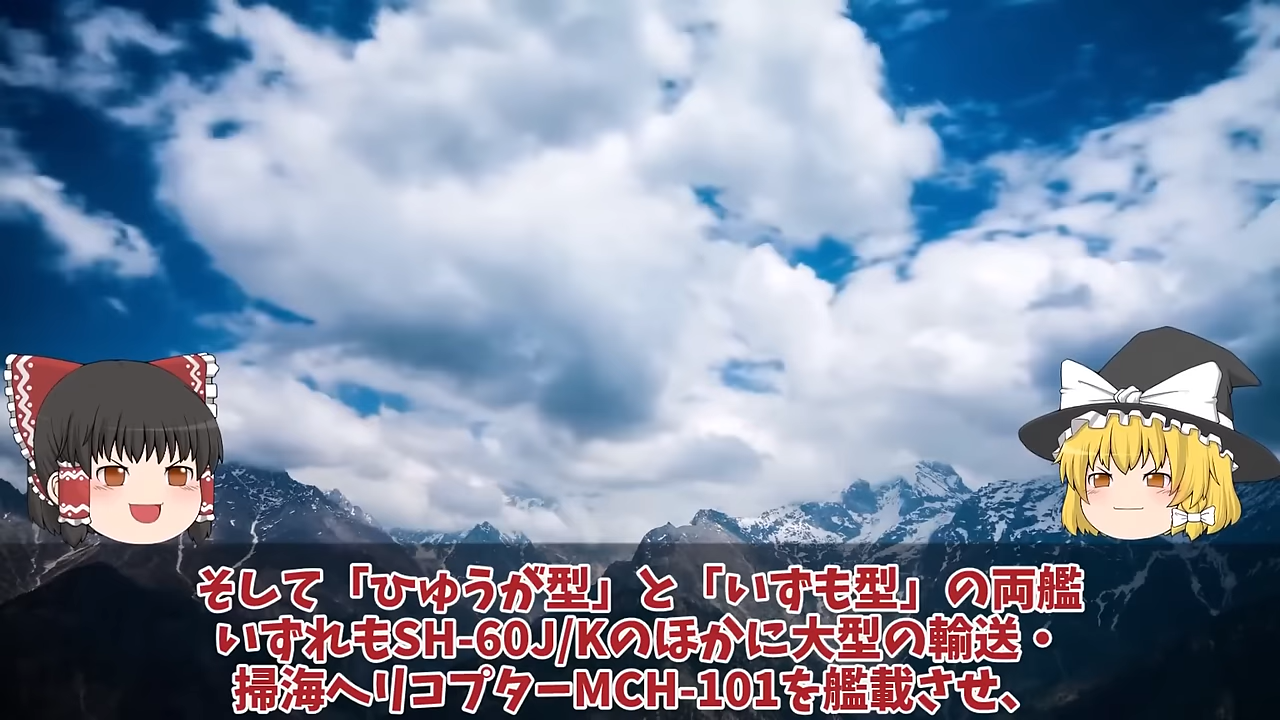 そして「ひゅうが型」と「いずも型」の両艦
いずれもSH-60J/Kのほかに大型の輸送・
掃海ヘリコプターMCH-101を艦載させ、